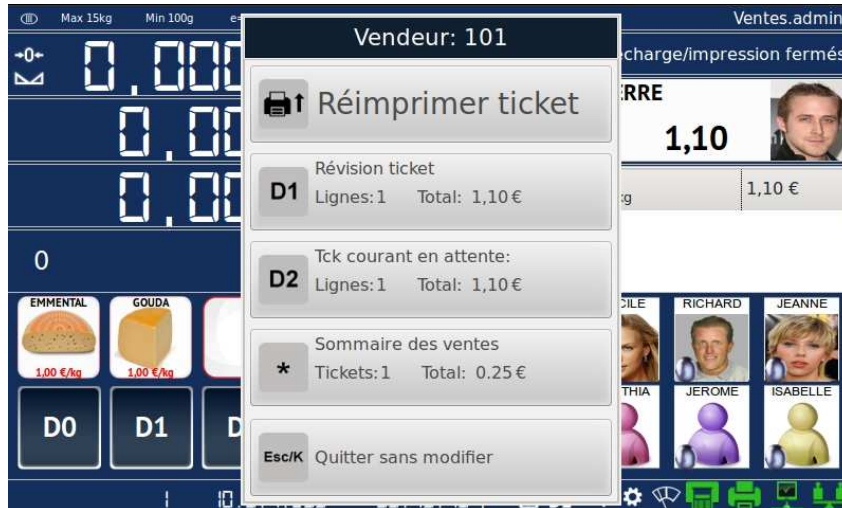 Max 15kg Min 100g e=
Ventes.admin
Vendeur: 101
charge/impression fermés
→0←
0.000
Réimprimer ticket
1,10
D1 Révision ticket
Lignes:1 Total: 1,10 €
1,10 €
0
D2 Tck courant en attente:
Lignes:1 Total: 1,10 €
EMMENTAL GOUDA
1,00 €/kg 1,00 €/kg
RICHARD JEANNE
* Sommaire des ventes
Tickets:1 Total: 0.25 €
JEROME ISABELLE
D0 D1
Esc/K Quitter sans modifier